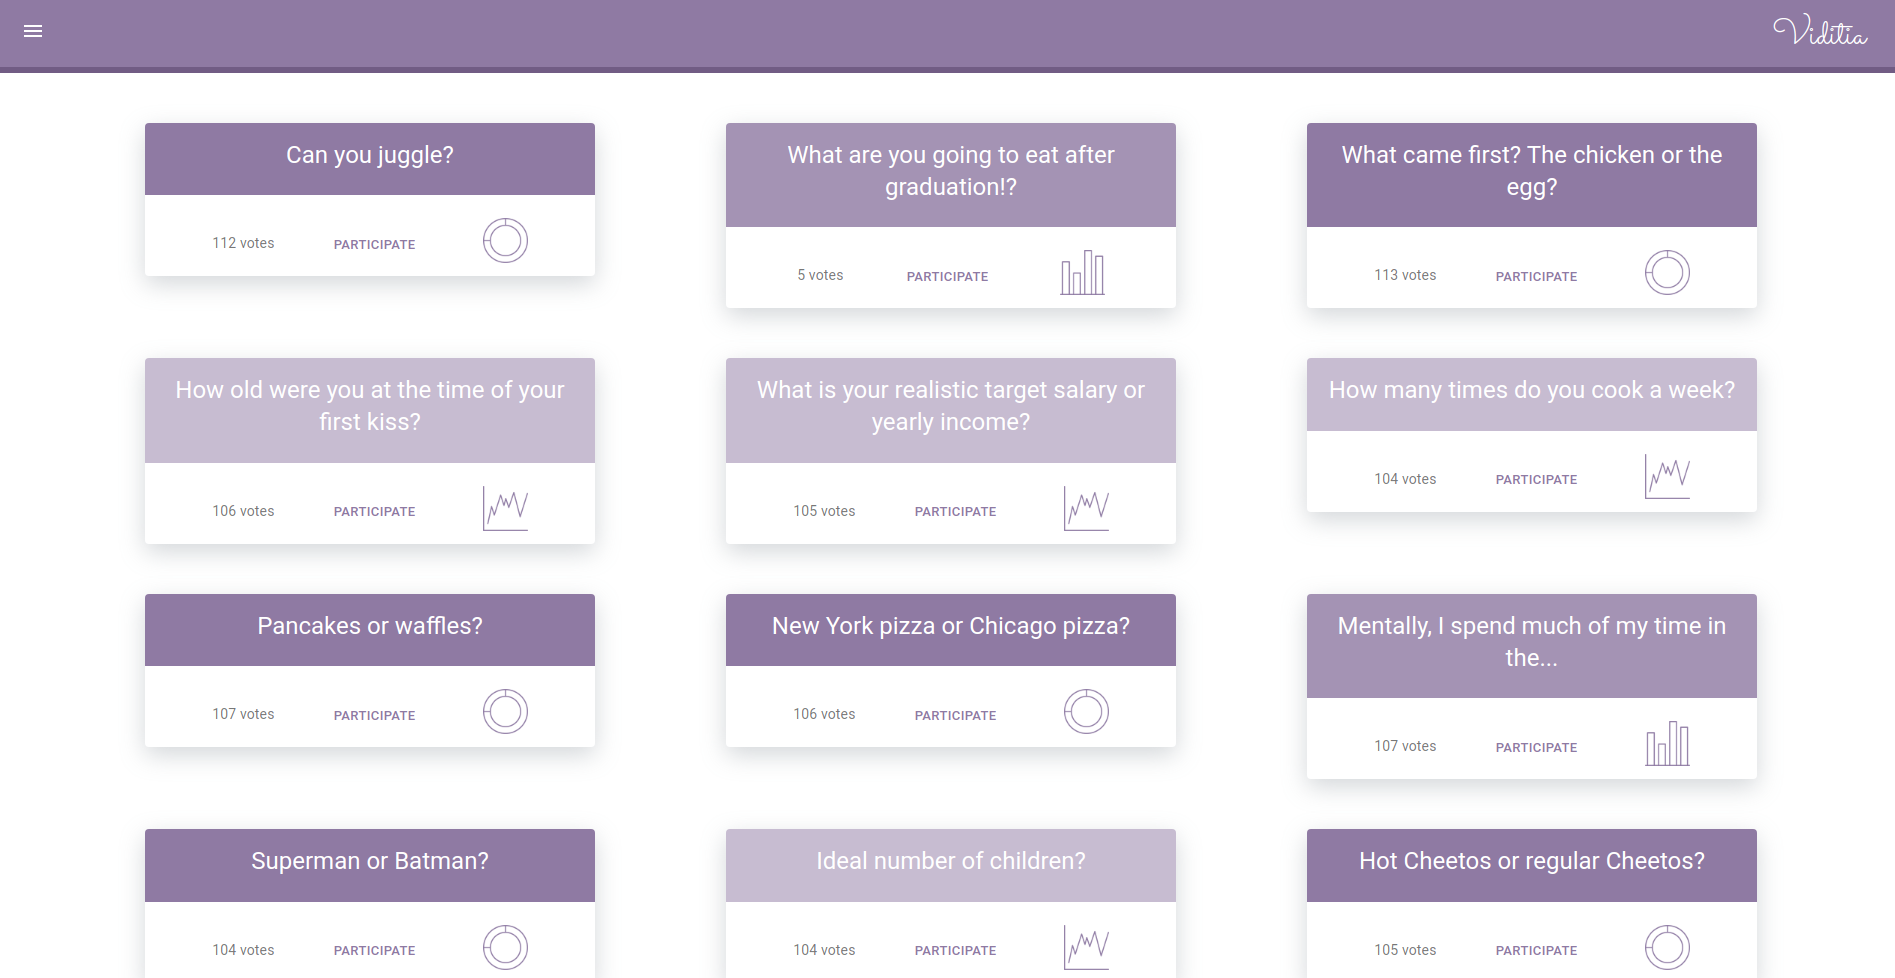 Viditia
Can you juggle?
112 votes
PARTICIPATE
What are you going to eat after
graduation!?
5 votes
PARTICIPATE
What came first? The chicken or the
egg?
113 votes
PARTICIPATE
How old were you at the time of your
first kiss?
106 votes
PARTICIPATE
What is your realistic target salary or
yearly income?
105 votes
PARTICIPATE
How many times do you cook a week?
104 votes
PARTICIPATE
Pancakes or waffles?
107 votes
PARTICIPATE
New York pizza or Chicago pizza?
106 votes
PARTICIPATE
Mentally, I spend much of my time in
the...
107 votes
PARTICIPATE
Superman or Batman?
104 votes
PARTICIPATE
Ideal number of children?
104 votes
PARTICIPATE
Hot Cheetos or regular Cheetos?
105 votes
PARTICIPATE